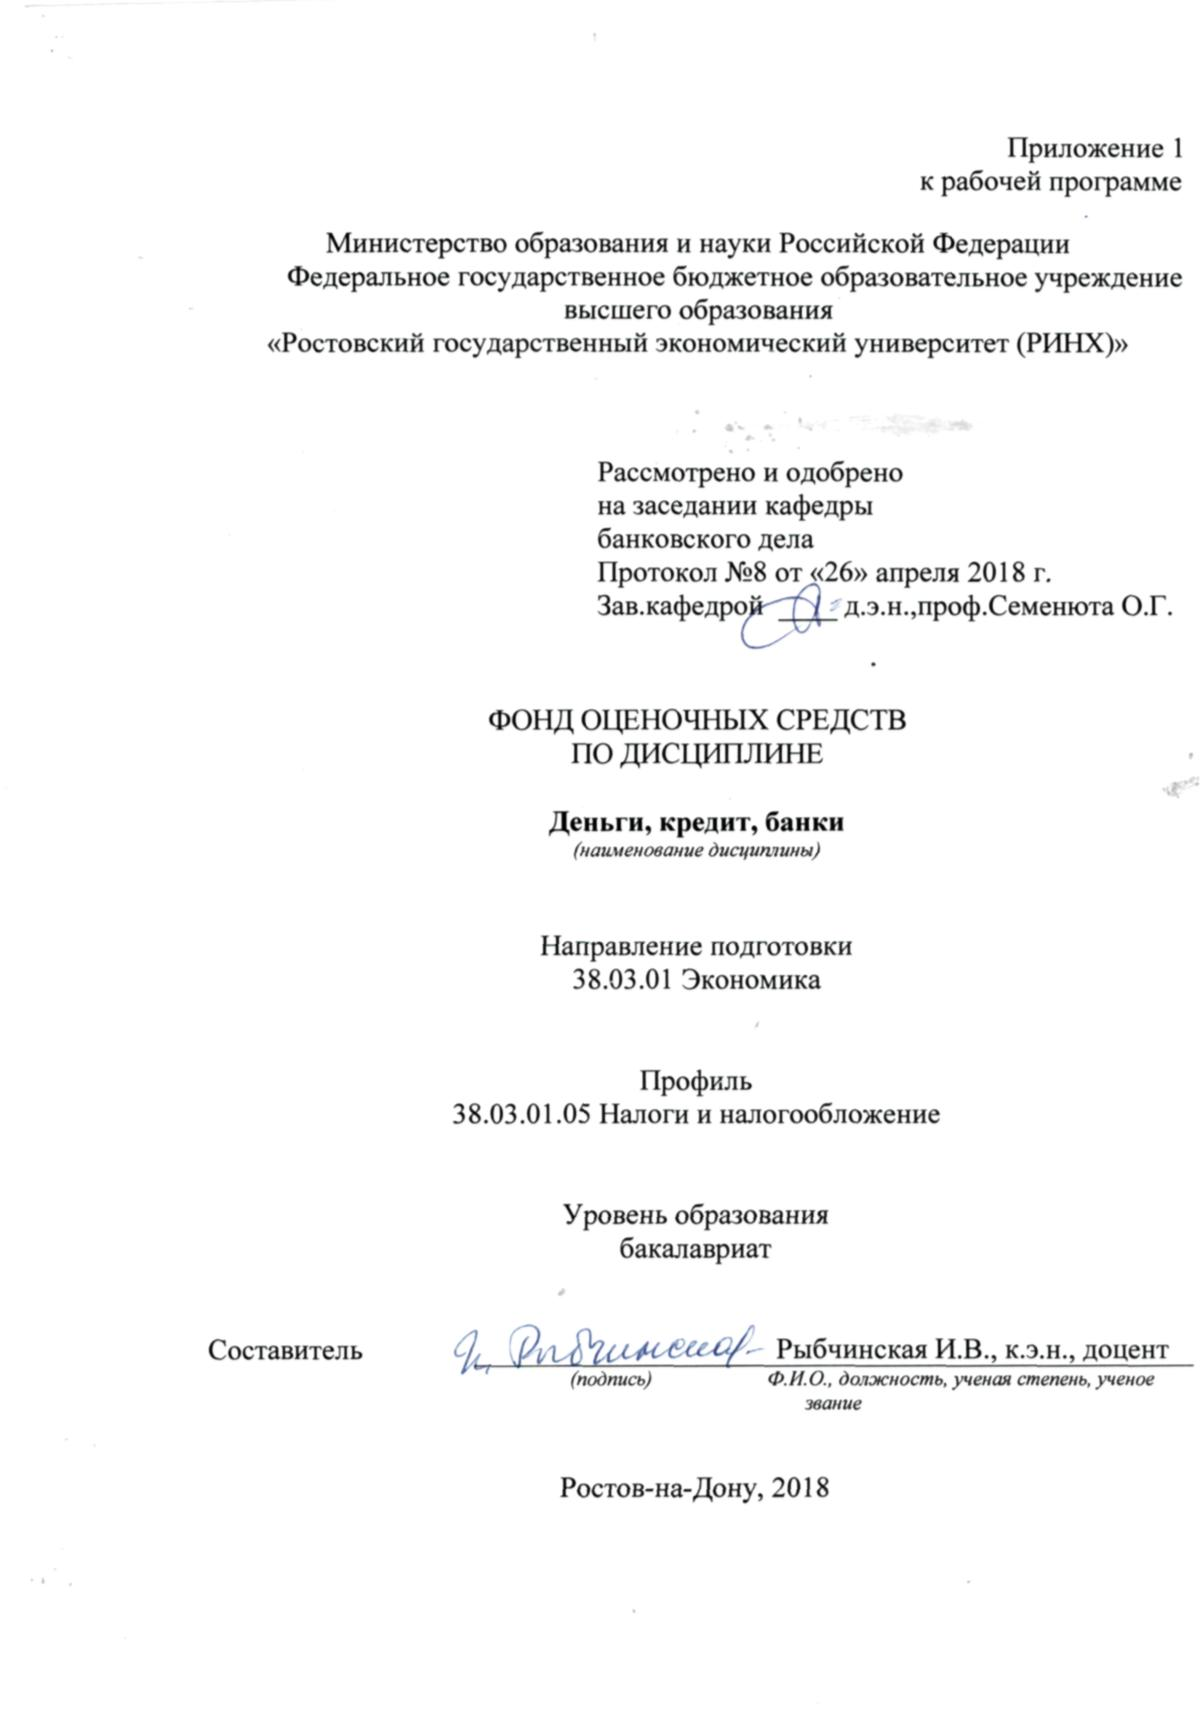 Приложение 1
к рабочей программе
Министерство образования и науки Российской Федерации
Федеральное государственное бюджетное образовательное учреждение
высшего образования
«Ростовский государственный экономический университет (РИНХ)»
Рассмотрено и одобрено
на заседании кафедры
банковского дела
Протокол №8 от «26» апреля 2018 г.
Зав.кафедрой ____ д.э.н.,проф.Семенюта О.Г.
ФОНД ОЦЕНОЧНЫХ СРЕДСТВ
ПО ДИСЦИПЛИНЕ
Деньги, кредит, банки
(наименование дисциплины)
Направление подготовки
38.03.01 Экономика
Профиль
38.03.01.05 Налоги и налогообложение
Уровень образования
бакалавриат
Составитель Рыбчинская И.В., к.э.н., доцент
(подпись) Ф.И.О., должность, ученая степень, ученое
звание
Ростов-на-Дону, 2018